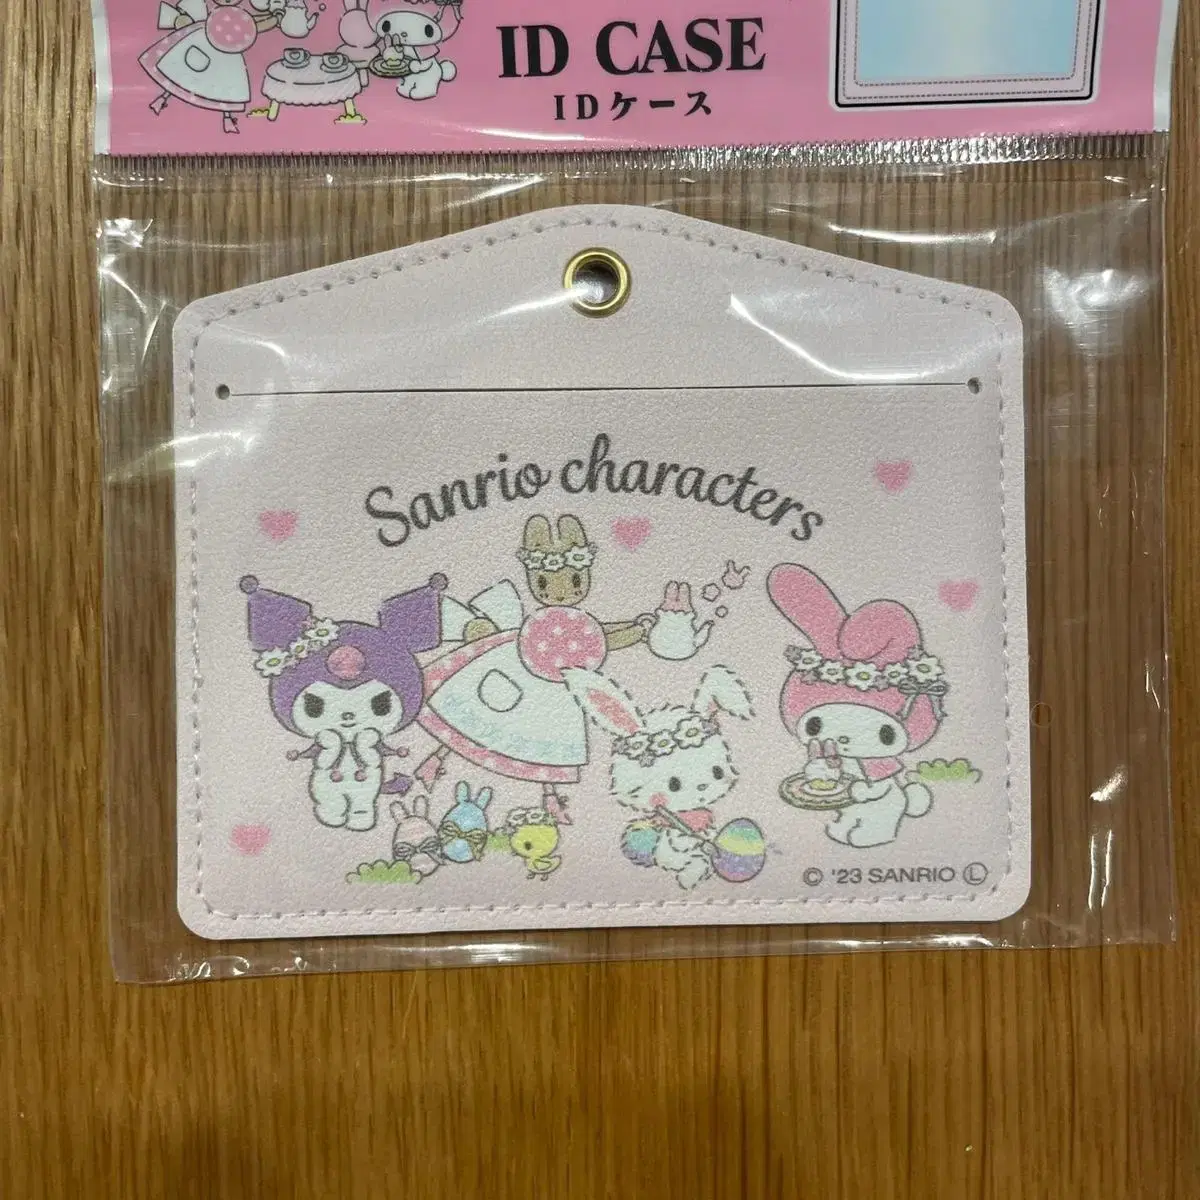 ID CASE
IDケース
Sanrio characters
© '23 SANRIO Ⓛ